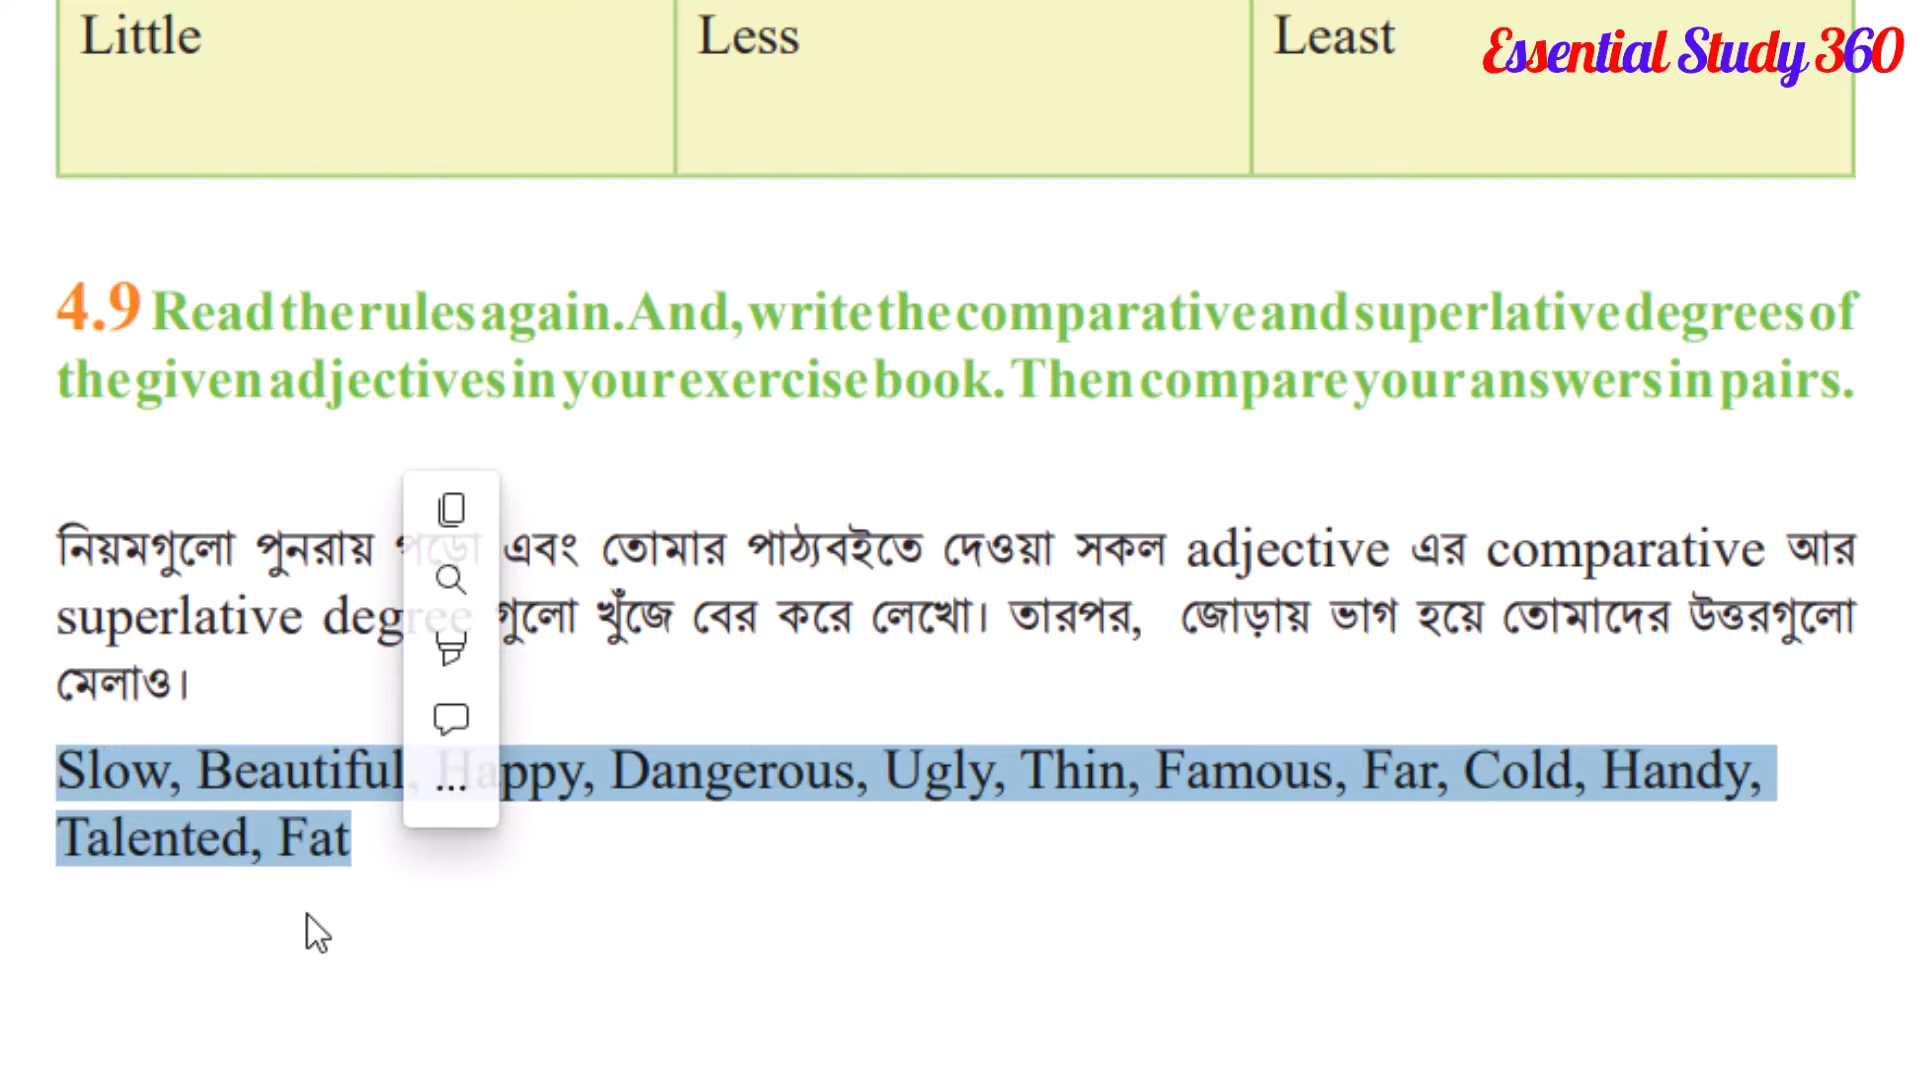 Little Less Least
Essential Study 360
4.9 Read the rules again. And, write the comparative and superlative degrees of
the given adjectives in your exercise book. Then compare your answers in pairs.
নিয়মগুলো পুনরায় পড়ো এবং তোমার পাঠ্যবইতে দেওয়া সকল adjective এর comparative আর
superlative degree গুলো খুঁজে বের করে লেখো। তারপর, জোড়ায় ভাগ হয়ে তোমাদের উত্তরগুলো
মেলাও।
Slow, Beautiful, Happy, Dangerous, Ugly, Thin, Famous, Far, Cold, Handy,
Talented, Fat